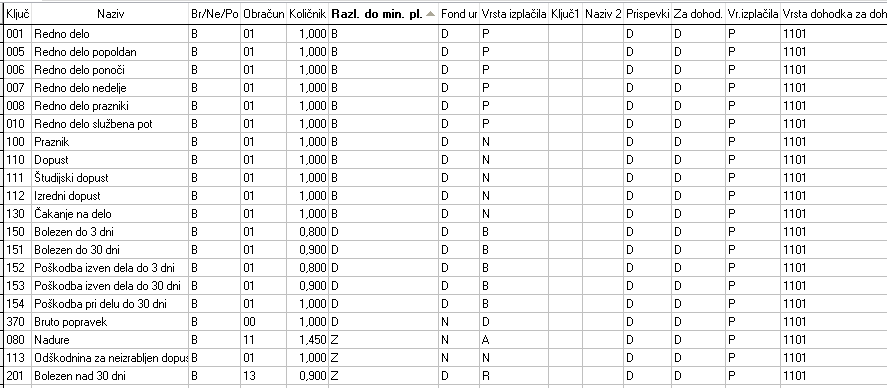 Ključ Naziv Br/Ne/Po Obračun Količnik Razl. do min. pl. Fond ur Vrsta izplačila Ključ1 Naziv 2 Prispevki Za dohod. Vr.izplačila Vrsta dohodka za doh
001 Redno delo B 01 1,000 B D P D D P 1101
005 Redno delo popoldan B 01 1,000 B D P D D P 1101
006 Redno delo ponoči B 01 1,000 B D P D D P 1101
007 Redno delo nedelje B 01 1,000 B D P D D P 1101
008 Redno delo prazniki B 01 1,000 B D P D D P 1101
010 Redno delo službena pot B 01 1,000 B D P D D P 1101
100 Praznik B 01 1,000 B D N D D P 1101
110 Dopust B 01 1,000 B D N D D P 1101
111 Študijski dopust B 01 1,000 B D N D D P 1101
112 Izredni dopust B 01 1,000 B D N D D P 1101
130 Čakanje na delo B 01 1,000 B D N D D P 1101
150 Bolezen do 3 dni B 01 0,800 D D B D D P 1101
151 Bolezen do 30 dni B 01 0,900 D D B D D P 1101
152 Poškodba izven dela do 3 dni B 01 0,800 D D B D D P 1101
153 Poškodba izven dela do 30 dni B 01 0,900 D D B D D P 1101
154 Poškodba pri delu do 30 dni B 01 1,000 D D B D D P 1101
370 Bruto popravek B 00 1,000 D N D D D P 1101
080 Nadure B 11 1,450 Z N A D D P 1101
113 Odškodnina za neizrabljen dopus B 01 1,000 Z N N D D P 1101
201 Bolezen nad 30 dni B 13 0,900 Z D R D D P 1101